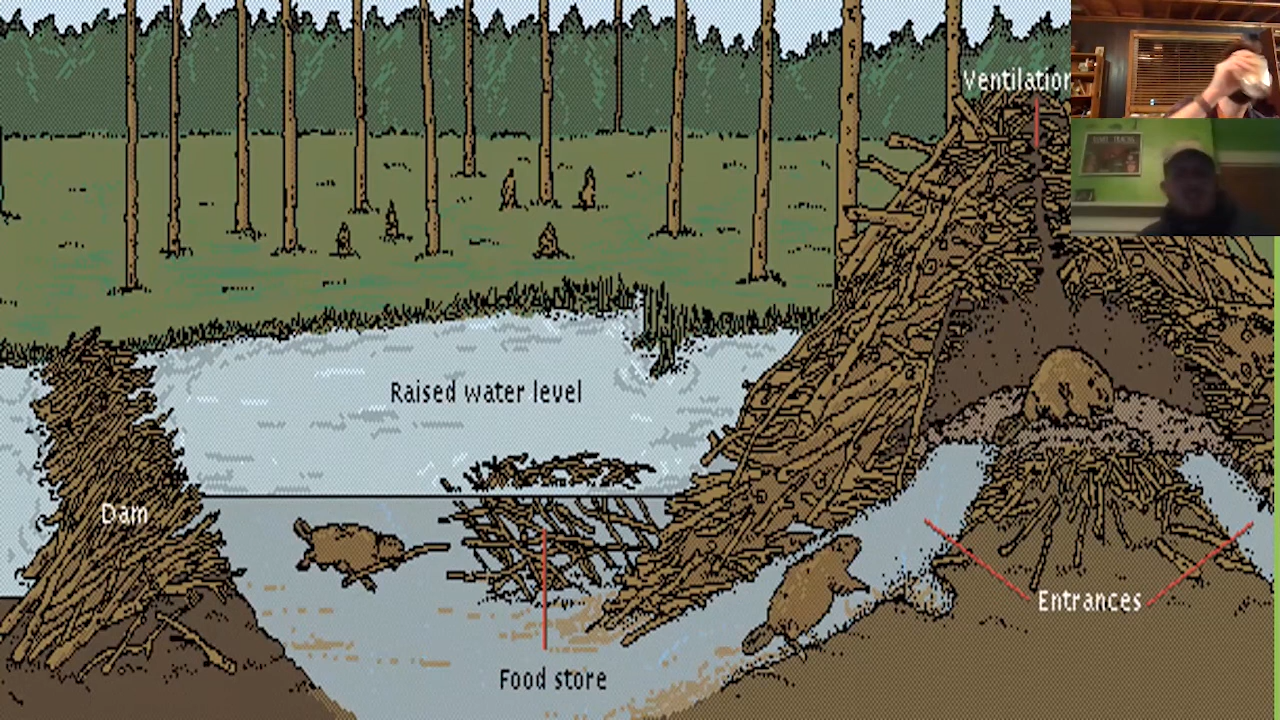 Ventilation
Raised water level
Dam
Entrances
Food store